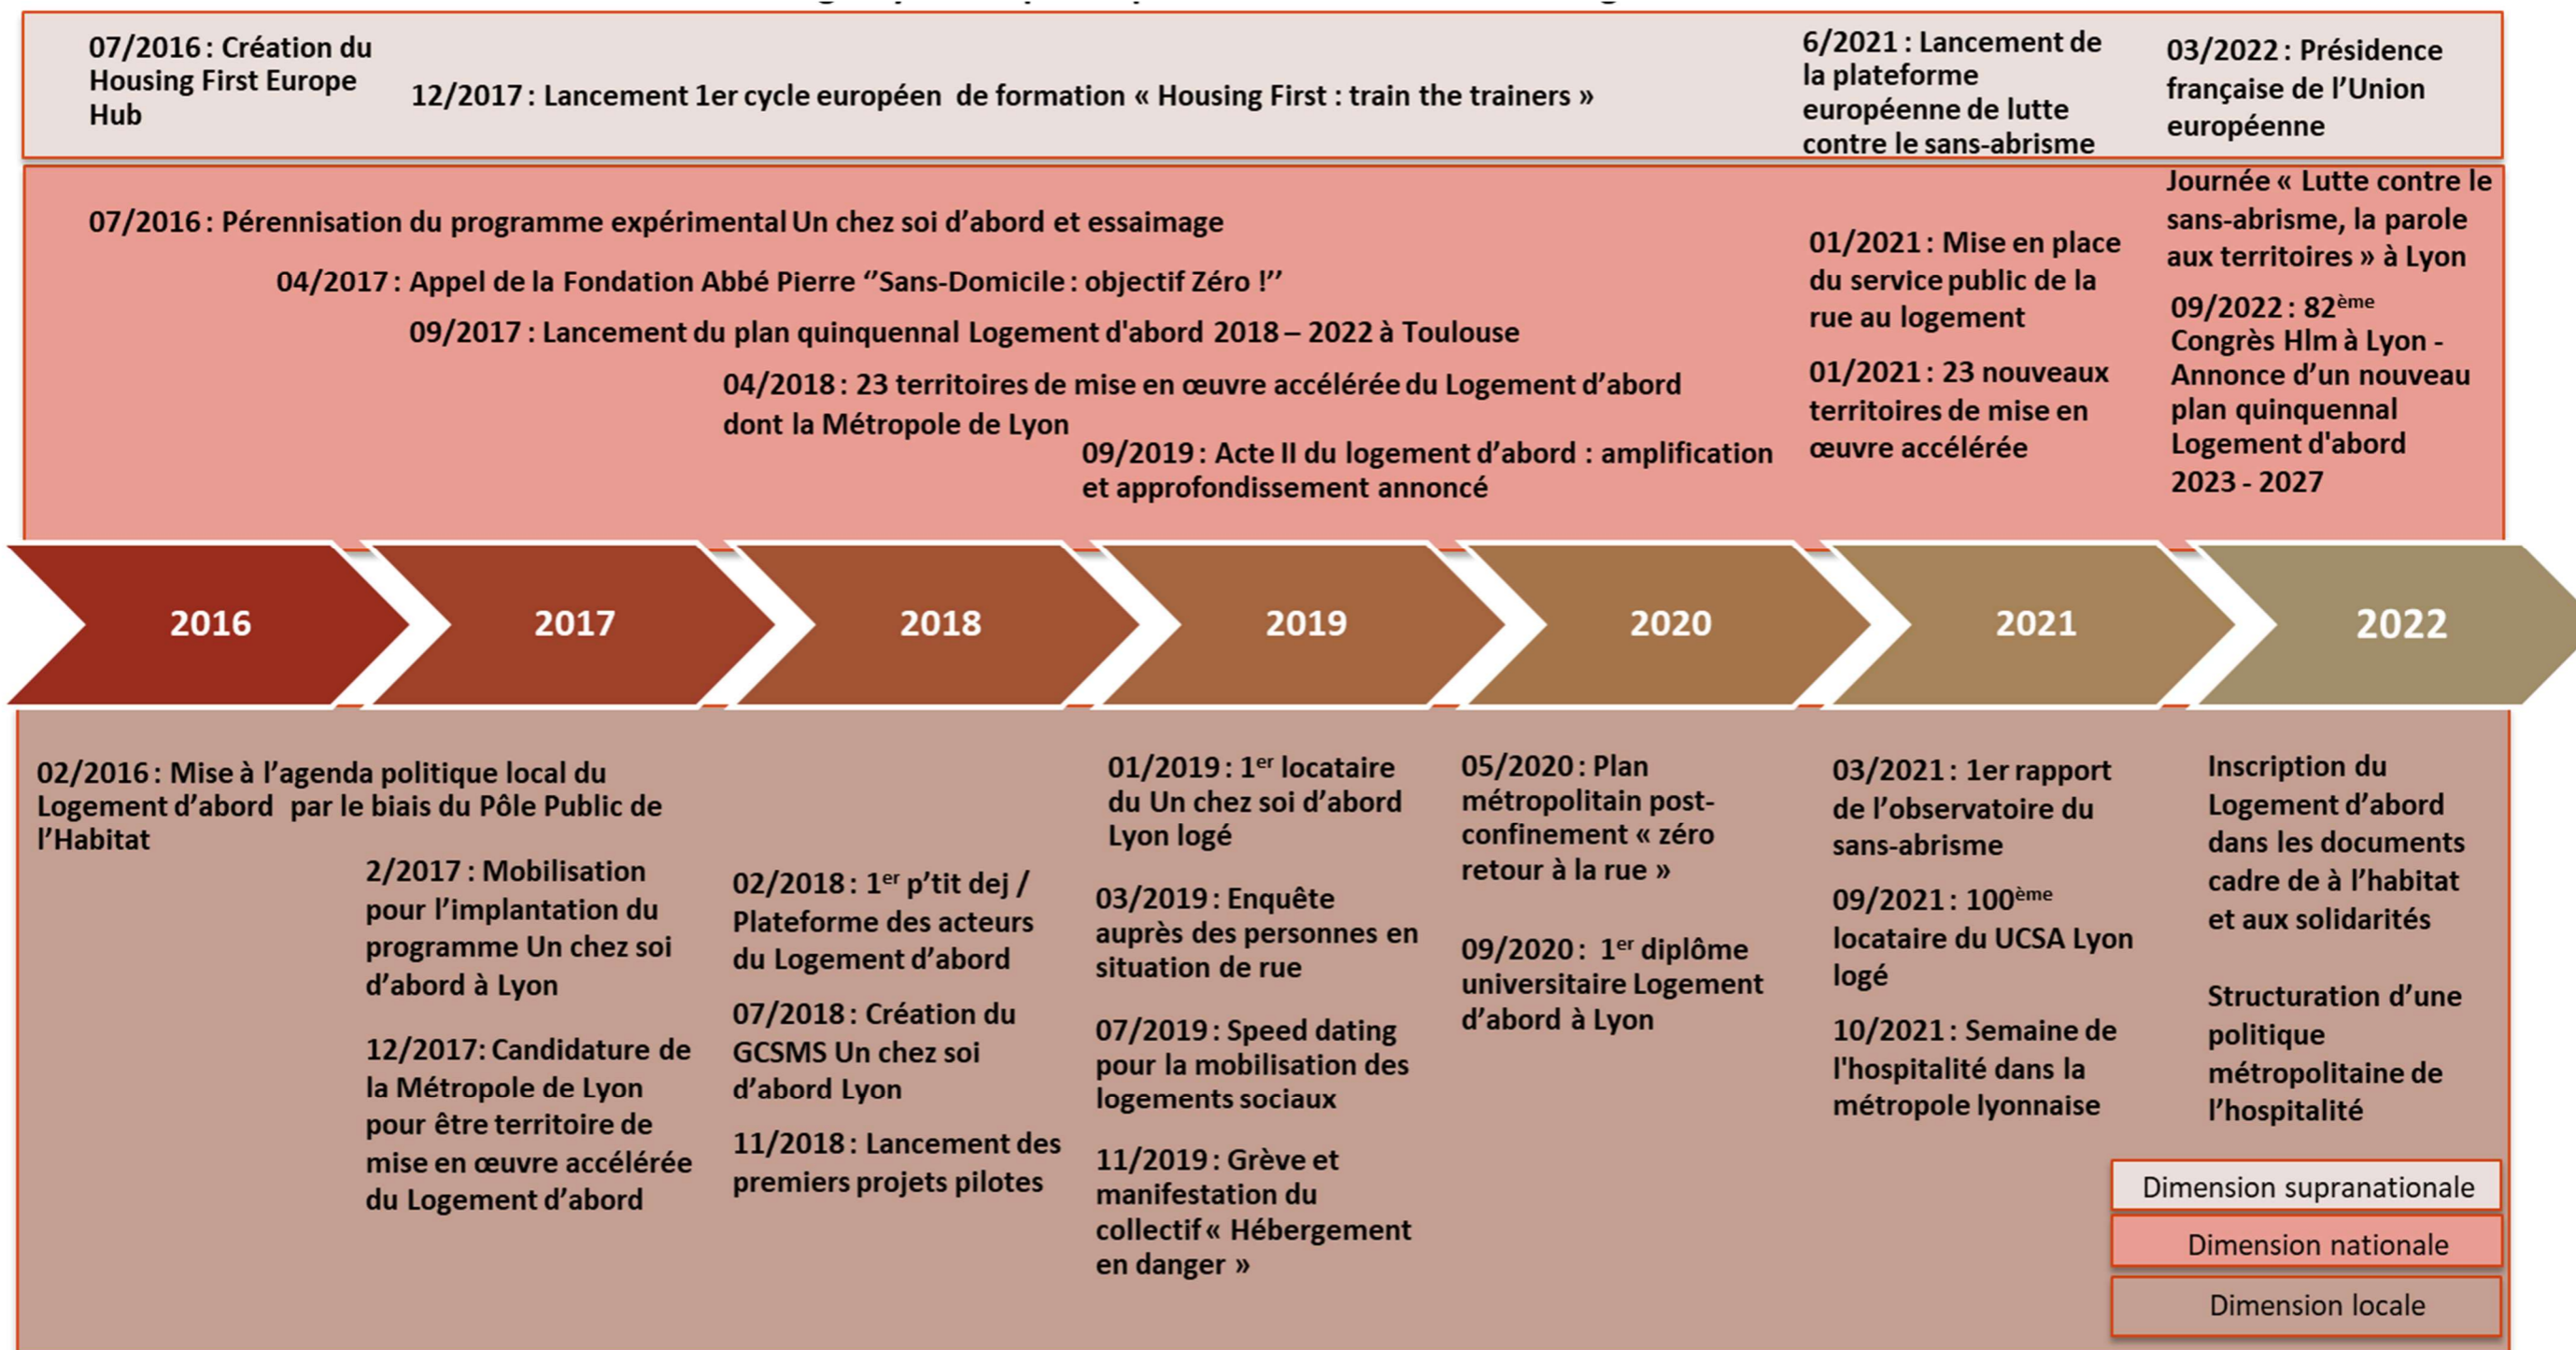 07/2016 : Création du
Housing First Europe
Hub
12/2017 : Lancement 1er cycle européen de formation « Housing First : train the trainers »
6/2021 : Lancement de
la plateforme
européenne de lutte
contre le sans-abrisme
03/2022 : Présidence
française de l’Union
européenne
07/2016 : Pérennisation du programme expérimental Un chez soi d’abord et essaimage
04/2017 : Appel de la Fondation Abbé Pierre ‘’Sans-Domicile : objectif Zéro !’’
09/2017 : Lancement du plan quinquennal Logement d'abord 2018 – 2022 à Toulouse
04/2018 : 23 territoires de mise en œuvre accélérée du Logement d’abord
dont la Métropole de Lyon
09/2019 : Acte II du logement d’abord : amplification
et approfondissement annoncé
01/2021 : Mise en place
du service public de la
rue au logement
01/2021 : 23 nouveaux
territoires de mise en
œuvre accélérée
Journée « Lutte contre le
sans-abrisme, la parole
aux territoires » à Lyon
09/2022 : 82ème
Congrès Hlm à Lyon -
Annonce d’un nouveau
plan quinquennal
Logement d'abord
2023 - 2027
2016
2017
2018
2019
2020
2021
2022
02/2016 : Mise à l’agenda politique local du
Logement d’abord par le biais du Pôle Public de
l’Habitat
2/2017 : Mobilisation
pour l’implantation du
programme Un chez soi
d’abord à Lyon
12/2017: Candidature de
la Métropole de Lyon
pour être territoire de
mise en œuvre accélérée
du Logement d’abord
02/2018 : 1er p’tit dej /
Plateforme des acteurs
du Logement d’abord
07/2018 : Création du
GCSMS Un chez soi
d’abord Lyon
11/2018 : Lancement des
premiers projets pilotes
01/2019 : 1er locataire
du Un chez soi d’abord
Lyon logé
03/2019 : Enquête
auprès des personnes en
situation de rue
07/2019 : Speed dating
pour la mobilisation des
logements sociaux
11/2019 : Grève et
manifestation du
collectif « Hébergement
en danger »
05/2020 : Plan
métropolitain post-
confinement « zéro
retour à la rue »
09/2020 : 1er diplôme
universitaire Logement
d’abord à Lyon
03/2021 : 1er rapport
de l’observatoire du
sans-abrisme
09/2021 : 100ème
locataire du UCSA Lyon
logé
10/2021 : Semaine de
l'hospitalité dans la
métropole lyonnaise
Inscription du
Logement d’abord
dans les documents
cadre de à l’habitat
et aux solidarités
Structuration d’une
politique
métropolitaine de
l’hospitalité
Dimension supranationale
Dimension nationale
Dimension locale